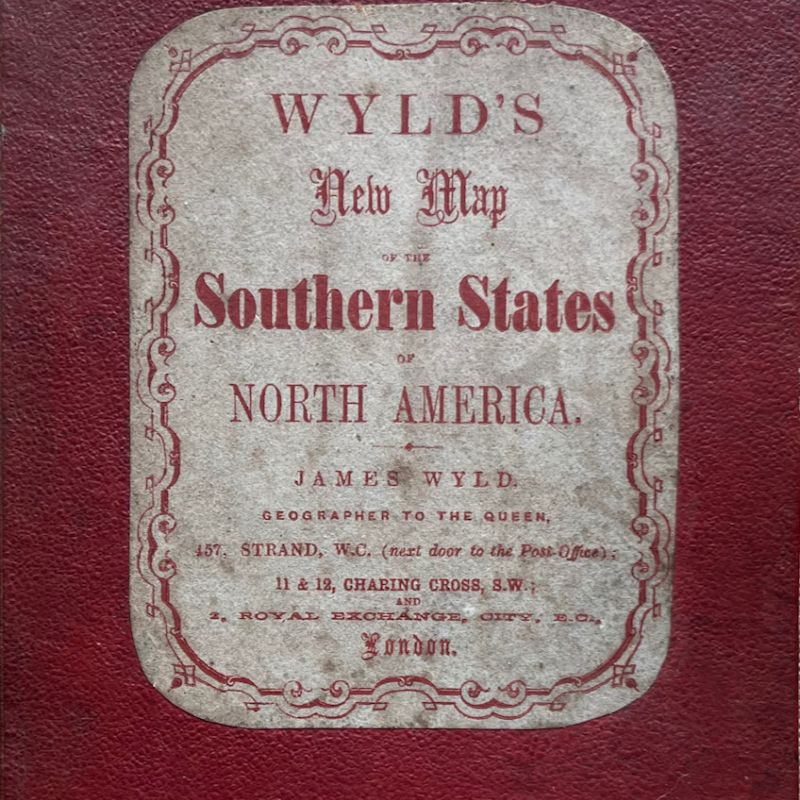 WYLD'S
New Map
OF THE
Southern States
OF
NORTH AMERICA.
JAMES WYLD.
GEOGRAPHER TO THE QUEEN,
457, STRAND, W.C. (next door to the Post-Office);
11 & 12, CHARING CROSS, S.W.;
AND
2, ROYAL EXCHANGE, CITY, E.C.,
London.